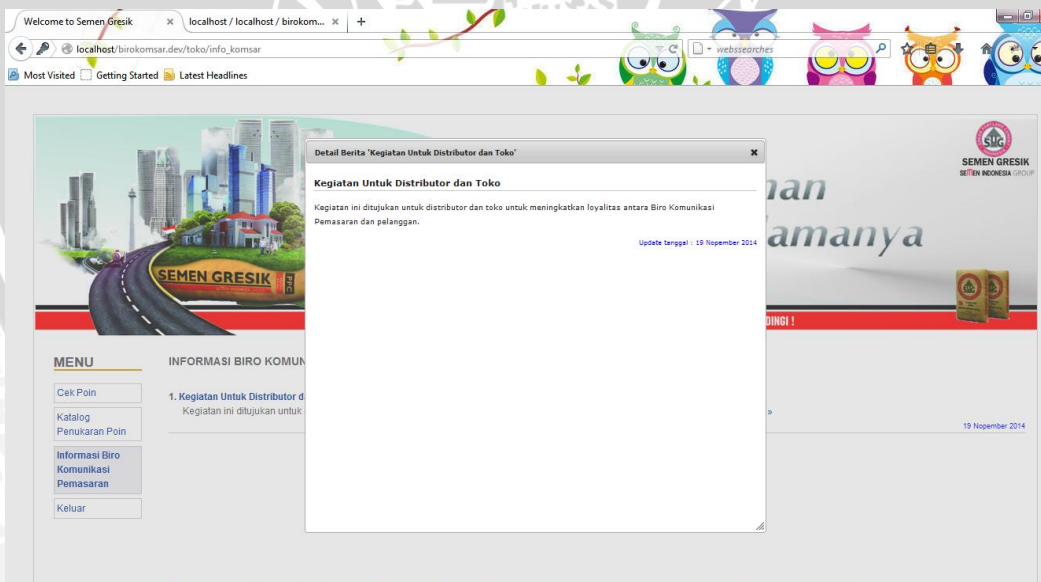 Welcome to Semen Gresik
localhost / localhost / birokom...
localhost/birokomsar.dev/toko/info_komsar
webssearches
Most Visited
Getting Started
Latest Headlines
SEMEN GRESIK
SEMEN INDONESIA GROUP
SEMEN GRESIK
PPC
amanya
DINGI !
Detail Berita 'Kegiatan Untuk Distributor dan Toko'
Kegiatan Untuk Distributor dan Toko
Kegiatan ini ditujukan untuk distributor dan toko untuk meningkatkan loyalitas antara Biro Komunikasi
Pemasaran dan pelanggan.
Update tanggal : 19 Nopember 2014
MENU
Cek Poin
Katalog
Penukaran Poin
Informasi Biro
Komunikasi
Pemasaran
Keluar
INFORMASI BIRO KOMUN
1. Kegiatan Untuk Distributor d
Kegiatan ini ditujukan untuk
»
19 Nopember 2014